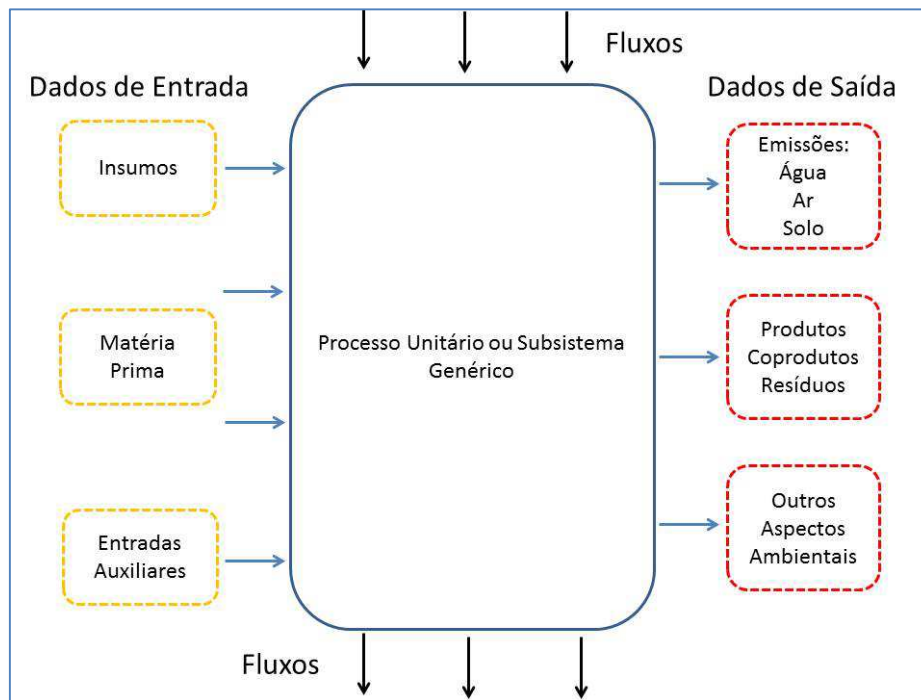 Fluxos
Dados de Entrada
Dados de Saída
Insumos
Emissões:
Água
Ar
Solo
Matéria
Prima
Processo Unitário ou Subsistema
Genérico
Produtos
Coprodutos
Resíduos
Entradas
Auxiliares
Outros
Aspectos
Ambientais
Fluxos